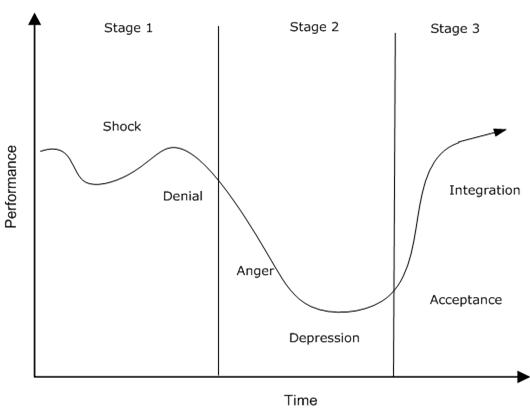 Stage 1
Stage 2
Stage 3
Shock
Denial
Integration
Anger
Acceptance
Depression
Performance
Time